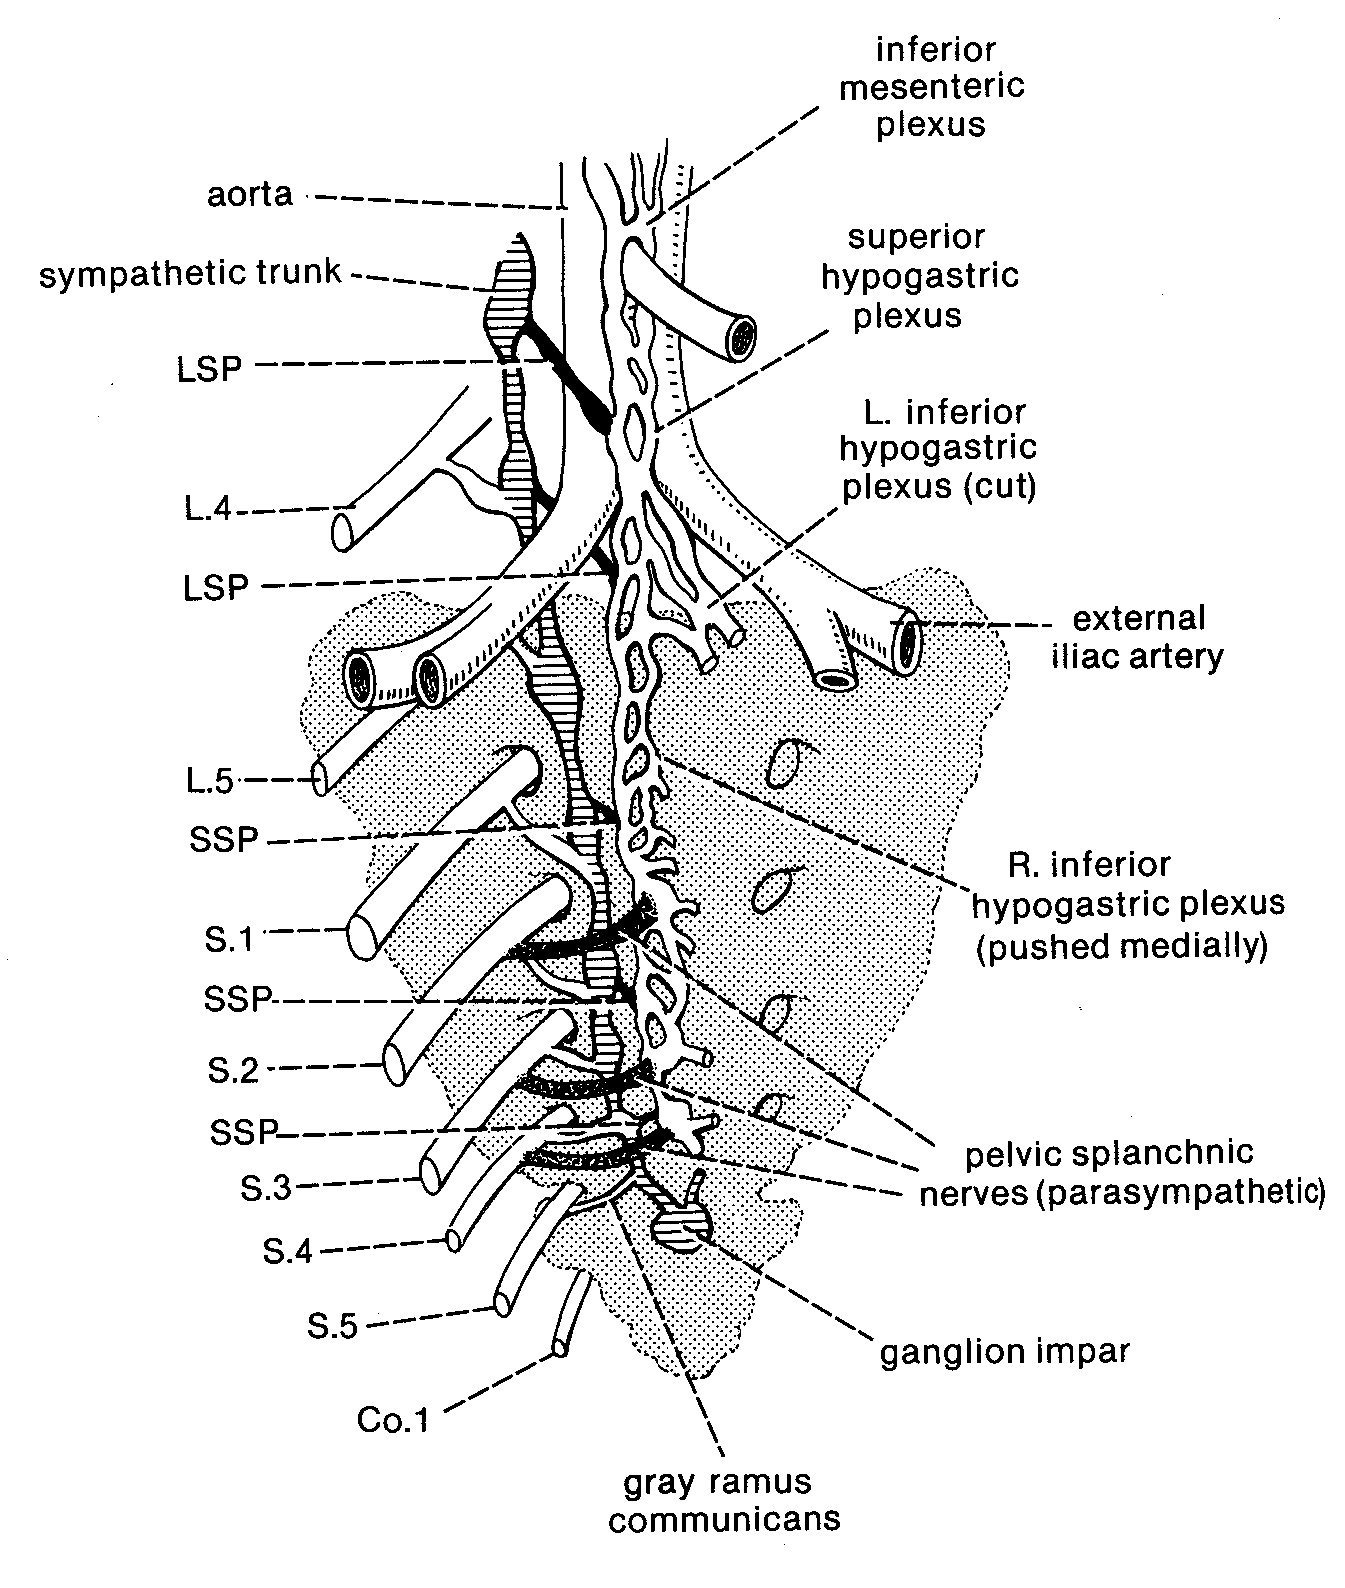 inferior
mesenteric
plexus
aorta
superior
hypogastric
plexus
sympathetic trunk
LSP
L. inferior
hypogastric
plexus (cut)
L.4
LSP
external
iliac artery
L.5
SSP
R. inferior
hypogastric plexus
(pushed medially)
S.1
SSP
S.2
SSP
pelvic splanchnic
nerves (parasympathetic)
S.3
S.4
S.5
ganglion impar
Co.1
gray ramus
communicans